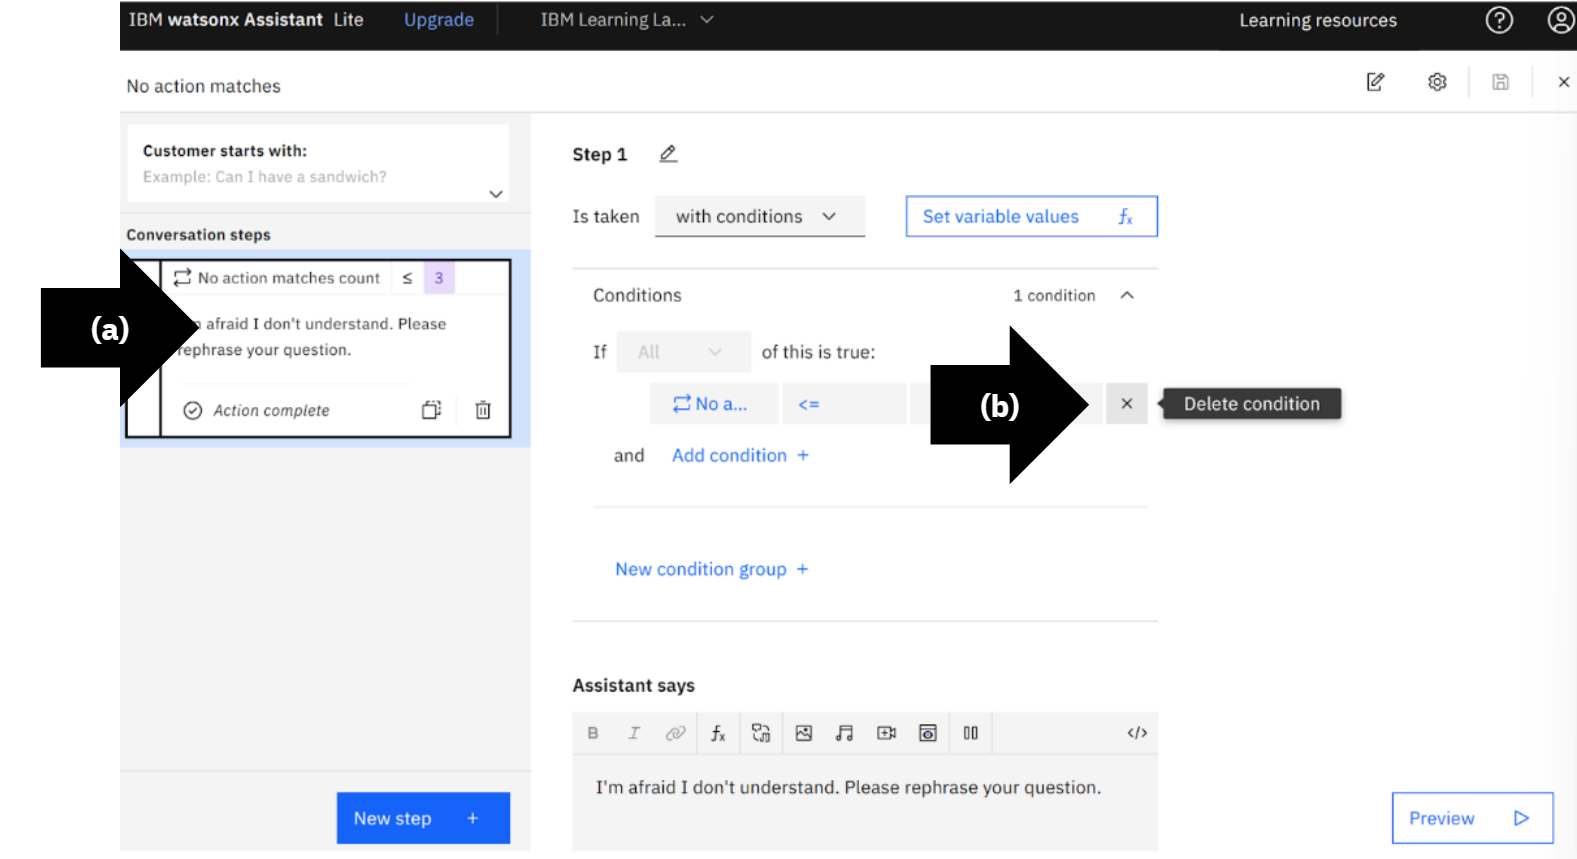 IBM watsonx Assistant Lite Upgrade IBM Learning La... Learning resources
No action matches
Customer starts with:
Example: Can I have a sandwich?
Conversation steps
No action matches count ≤ 3
(a)
afraid I don't understand. Please
rephrase your question.
Action complete
New step +
Step 1
Is taken with conditions Set variable values fx
Conditions 1 condition
If All of this is true:
No a... <= (b) × Delete condition
and Add condition +
New condition group +
Assistant says
B I fx </>
I'm afraid I don't understand. Please rephrase your question.
Preview